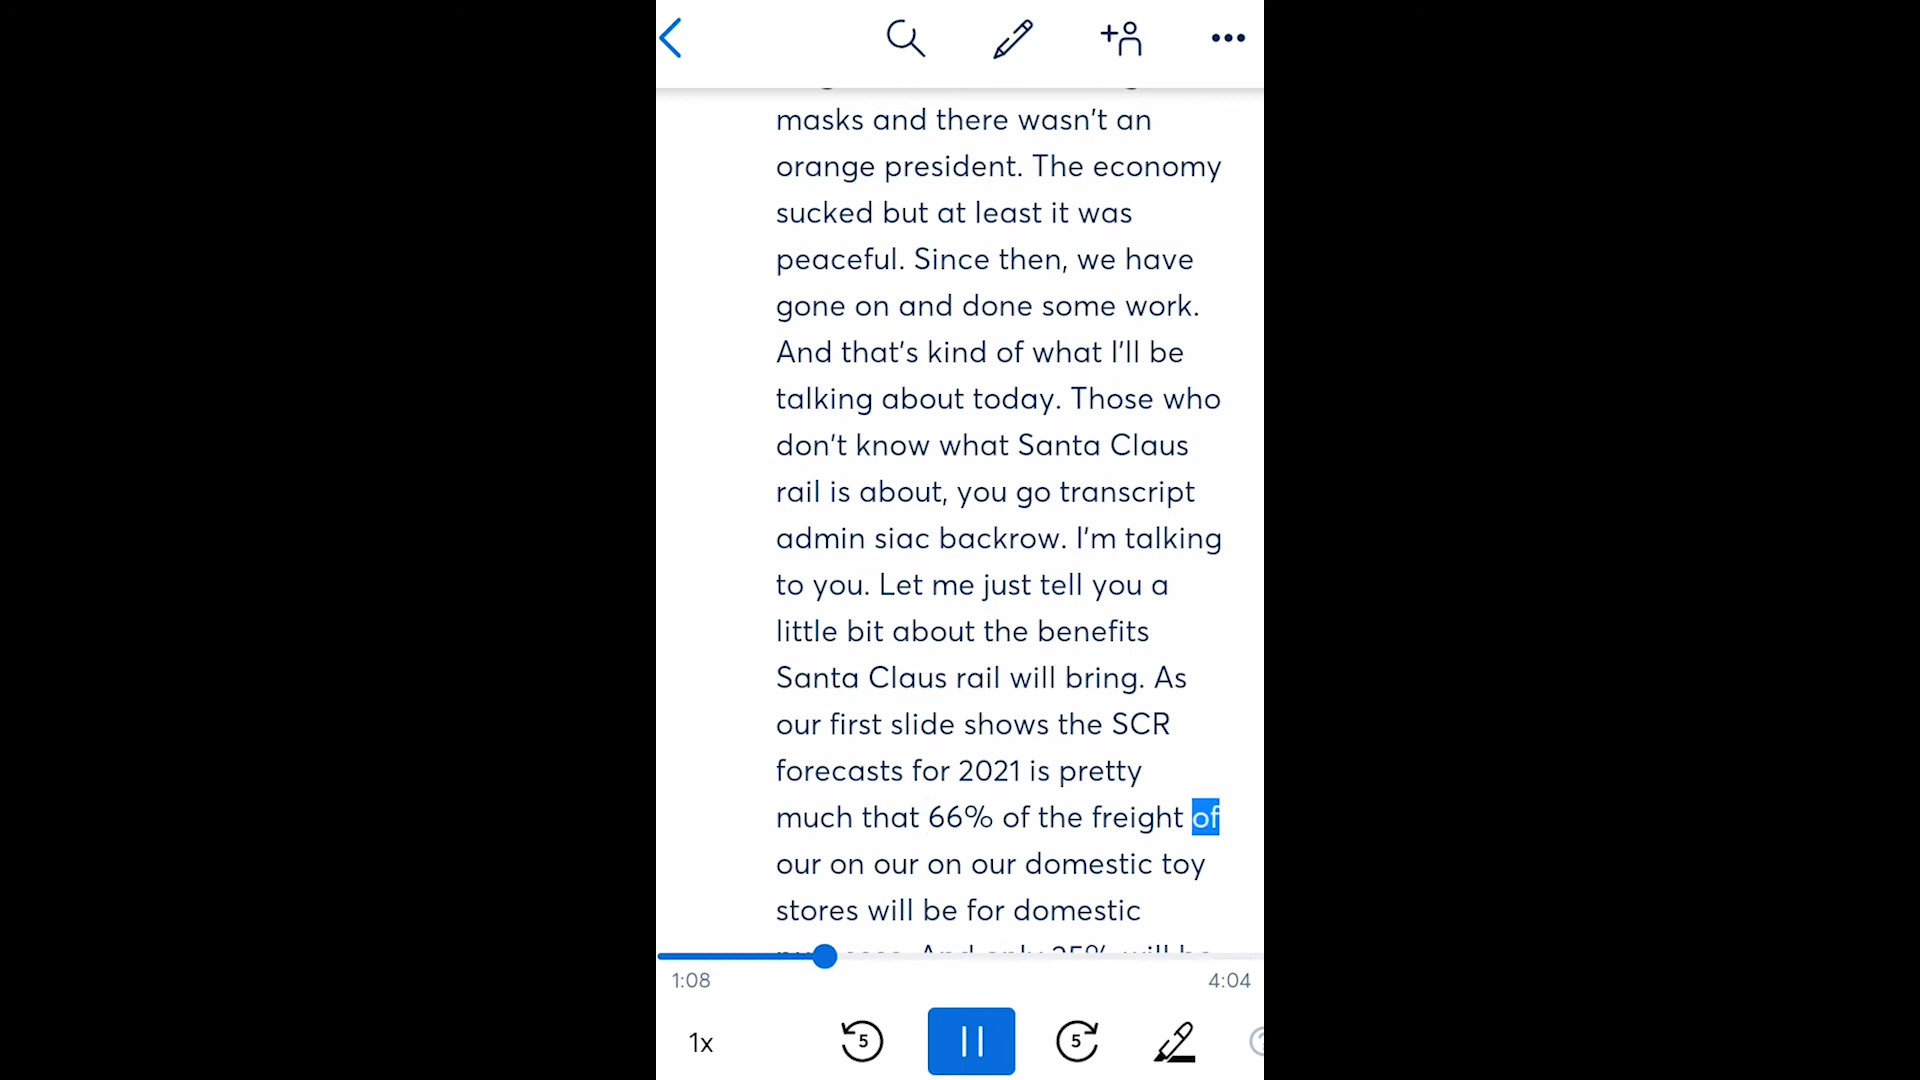 masks and there wasn't an
orange president. The economy
sucked but at least it was
peaceful. Since then, we have
gone on and done some work.
And that's kind of what I'll be
talking about today. Those who
don't know what Santa Claus
rail is about, you go transcript
admin siac backrow. I'm talking
to you. Let me just tell you a
little bit about the benefits
Santa Claus rail will bring. As
our first slide shows the SCR
forecasts for 2021 is pretty
much that 66% of the freight of
our on our on our domestic toy
stores will be for domestic
And only 25% will be
1:08 4:04
1x 5 5